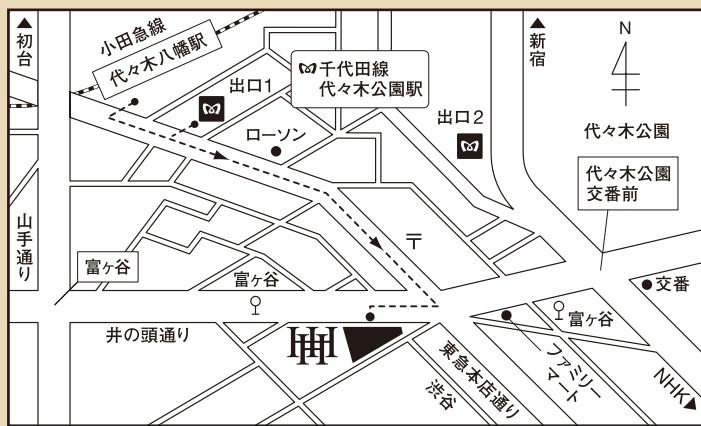 ▲初台
小田急線
代々木八幡駅
出口1
千代田線
代々木公園駅
▲新宿
N
代々木公園
出口2
ローソン
代々木公園
交番前
山手通り
〒
富ヶ谷
富ヶ谷
交番
富ヶ谷
井の頭通り
HH
ファミリー
マート
東急本店通り
渋谷
NHK▶